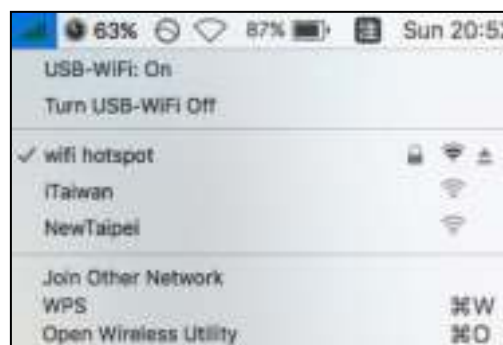 63% 87% Sun 20:52
USB-WiFi: On
Turn USB-WiFi Off
✓ wifi hotspot
iTaiwan
NewTaipei
Join Other Network
WPS ⌘W
Open Wireless Utility ⌘O